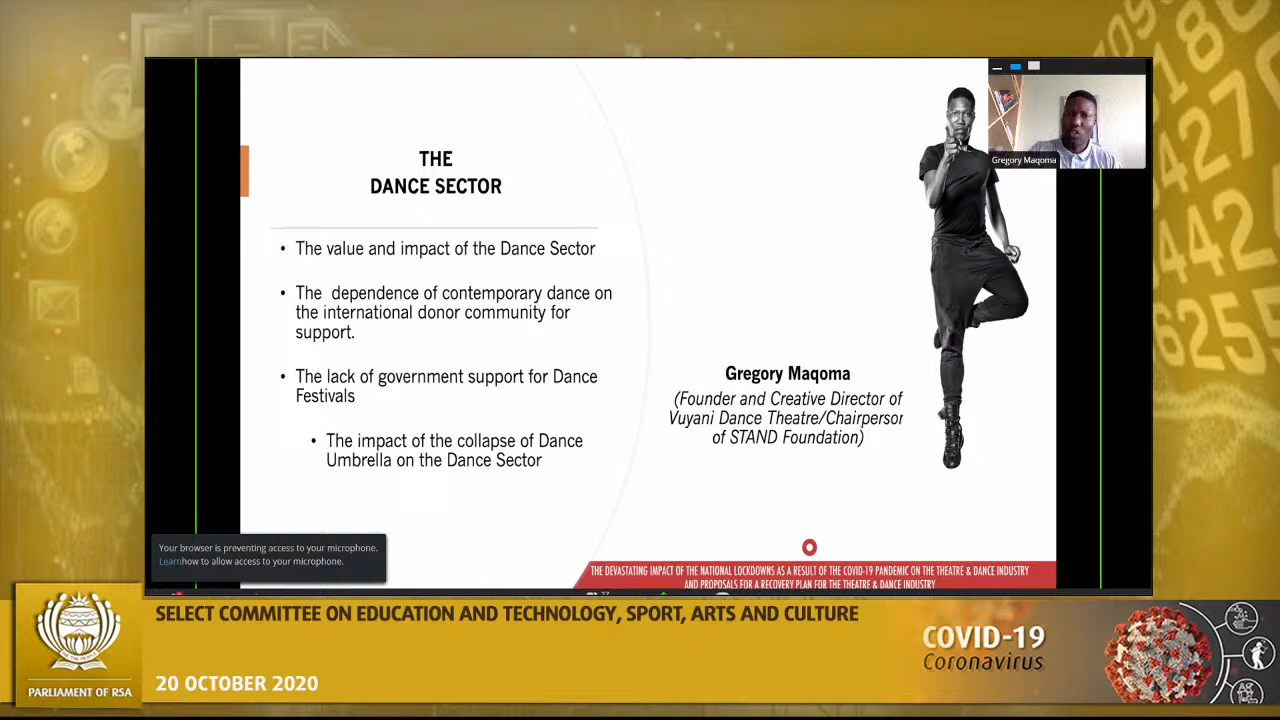 THE
DANCE SECTOR
• The value and impact of the Dance Sector
• The dependence of contemporary dance on
the international donor community for
support.
• The lack of government support for Dance
Festivals
• The impact of the collapse of Dance
Umbrella on the Dance Sector
Gregory Maqoma
Gregory Maqoma
(Founder and Creative Director of
Vuyani Dance Theatre/Chairperson
of STAND Foundation)
Your browser is preventing access to your microphone.
Learnhow to allow access to your microphone.
THE DEVASTATING IMPACT OF THE NATIONAL LOCKDOWNS AS A RESULT OF THE COVID-19 PANDEMIC ON THE THEATRE & DANCE INDUSTRY
AND PROPOSALS FOR A RECOVERY PLAN FOR THE THEATRE & DANCE INDUSTRY
SELECT COMMITTEE ON EDUCATION AND TECHNOLOGY, SPORT, ARTS AND CULTURE
20 OCTOBER 2020
PARLIAMENT OF RSA
COVID-19
Coronavirus